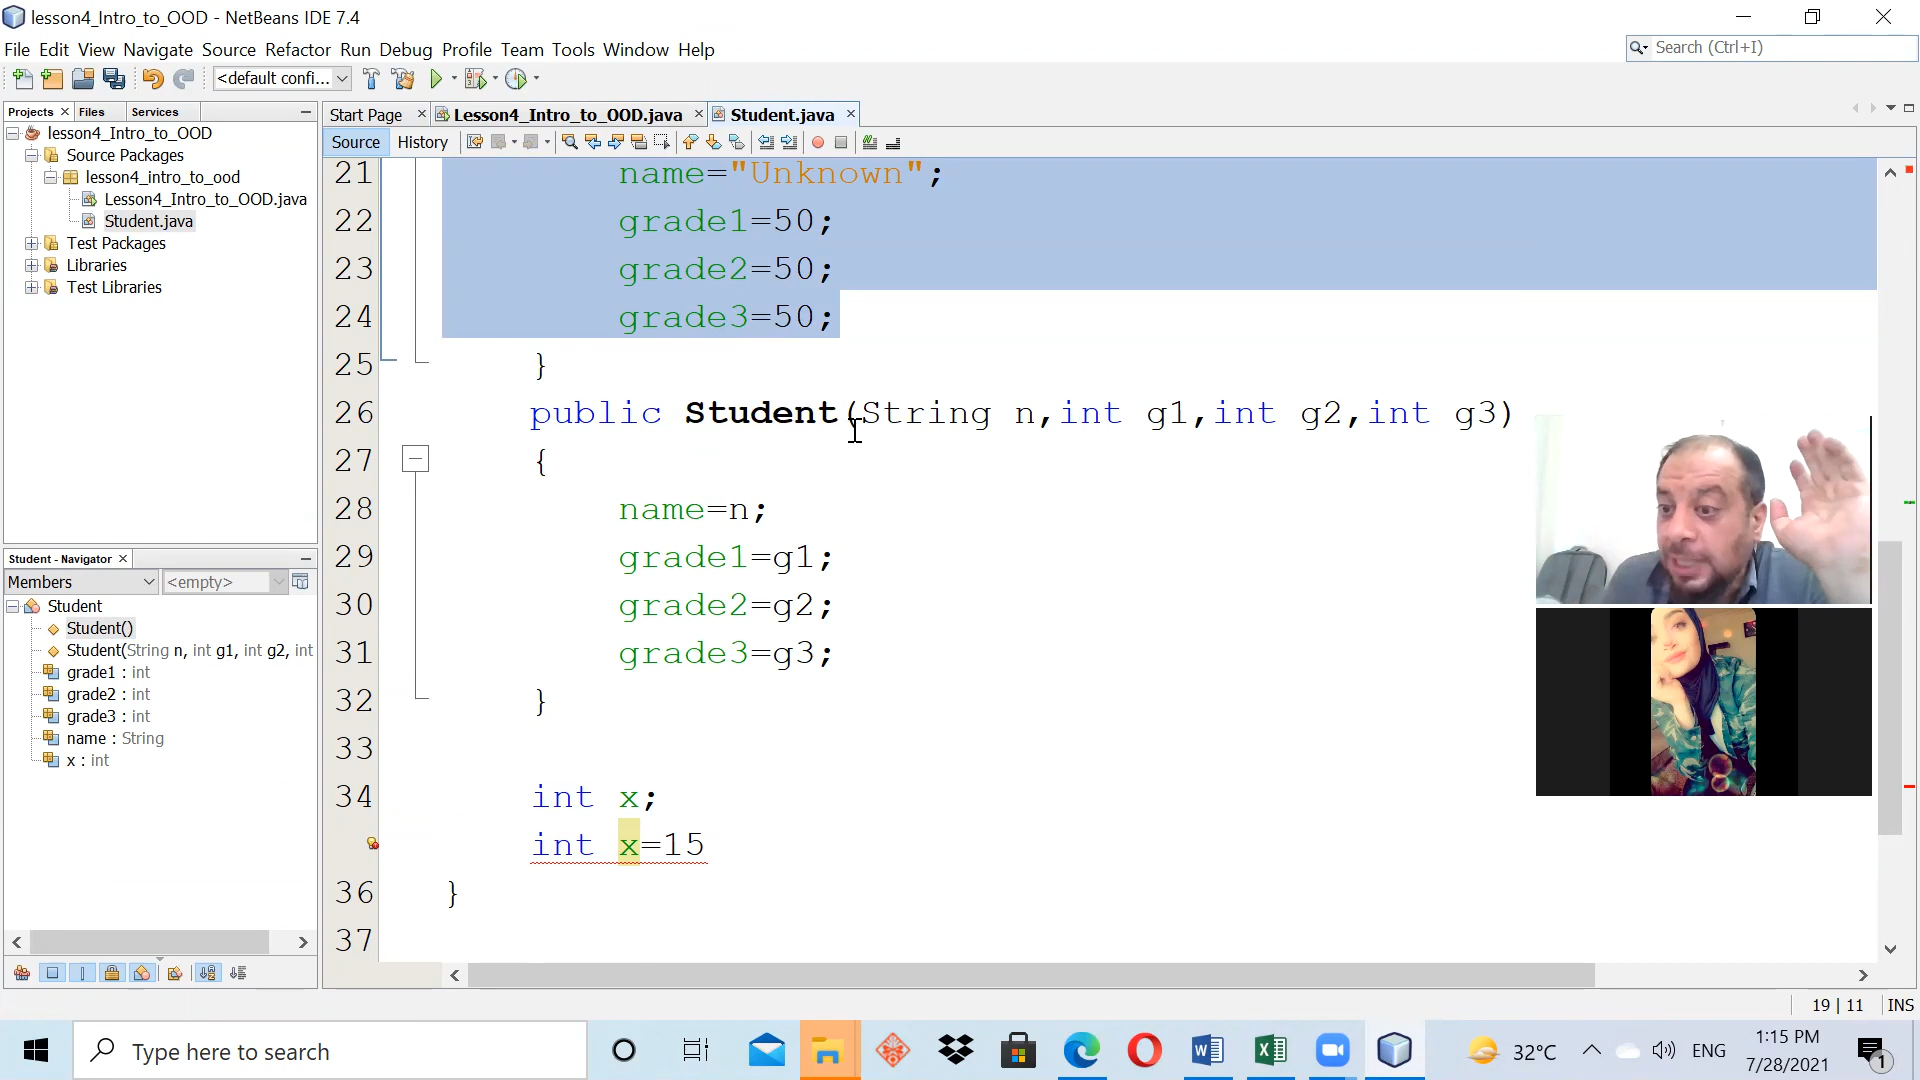 lesson4_Intro_to_OOD - NetBeans IDE 7.4
File Edit View Navigate Source Refactor Run Debug Profile Team Tools Window Help
Search (Ctrl+I)
<default confi...
Projects Files Services
Start Page Lesson4_Intro_to_OOD.java Student.java
lesson4_Intro_to_OOD
Source Packages
lesson4_intro_to_ood
Lesson4_Intro_to_OOD.java
Student.java
Test Packages
Libraries
Test Libraries
Source History
21 name="Unknown";
22 grade1=50;
23 grade2=50;
24 grade3=50;
25 }
26 public Student(String n,int g1,int g2,int g3)
27 {
28 name=n;
29 grade1=g1;
30 grade2=g2;
31 grade3=g3;
32 }
33
34 int x;
int x=15
36 }
37
Student - Navigator
Members <empty>
Student
Student()
Student(String n, int g1, int g2, int
grade1 : int
grade2 : int
grade3 : int
name : String
x : int
19 | 11 INS
Type here to search
32°C ENG
1:15 PM
7/28/2021
1